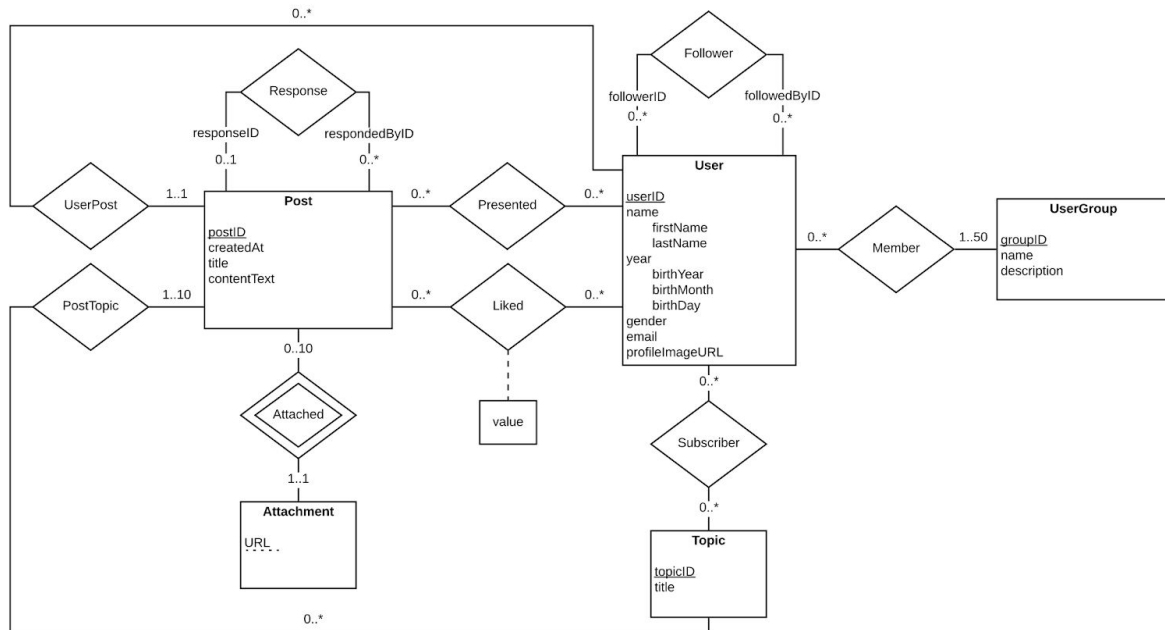 0..*
Follower
Response
followerID
followedByID
0..*
0..*
responseID
respondedByID
0..1
0..*
User
UserPost
1..1
Post
0..*
Presented
0..*
userID
name
firstName
lastName
year
birthYear
birthMonth
birthDay
gender
email
profileImageURL
0..*
Member
1..50
UserGroup
groupID
name
description
postID
createdAt
title
contentText
PostTopic
1..10
0..*
Liked
0..*
0..10
0..*
Attached
value
Subscriber
1..1
0..*
Attachment
URL
Topic
topicID
title
0..*